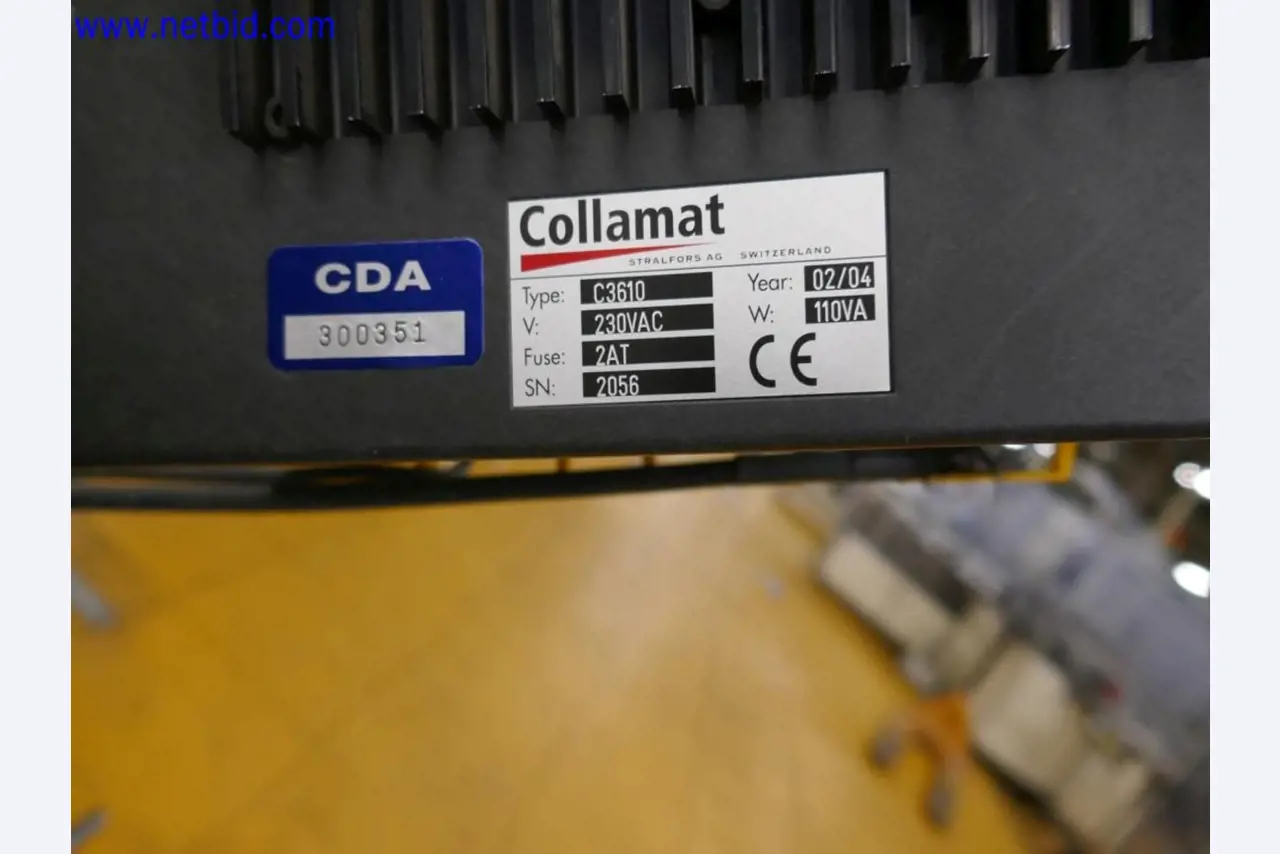 www.netbid.com
CDA
300351
Collamat
STRALFORS AG SWITZERLAND
Type: C3610
V: 230VAC
Fuse: 2AT
SN: 2056
Year: 02/04
W: 110VA
CE